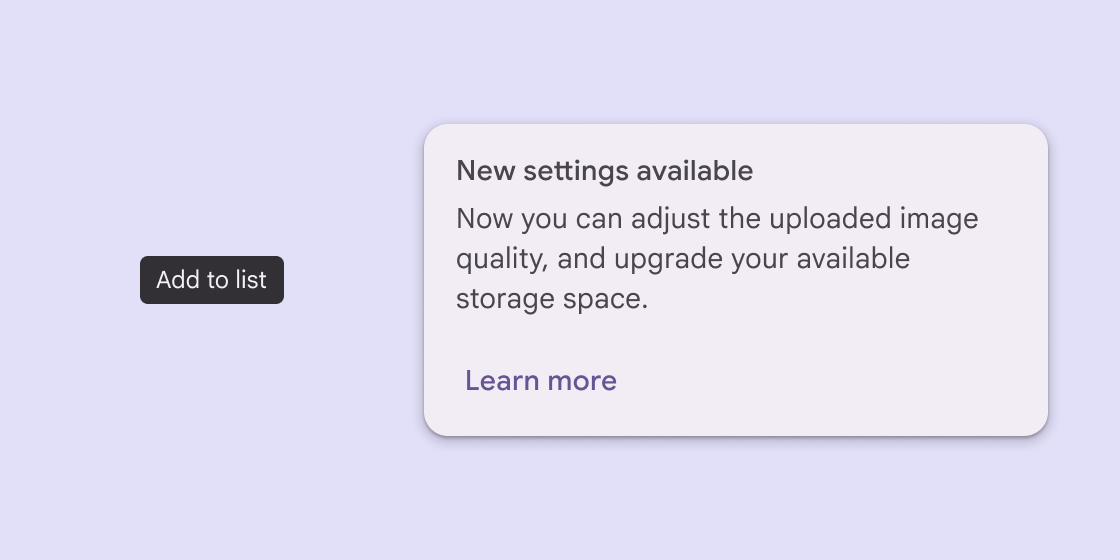 Add to list
New settings available
Now you can adjust the uploaded image
quality, and upgrade your available
storage space.
Learn more